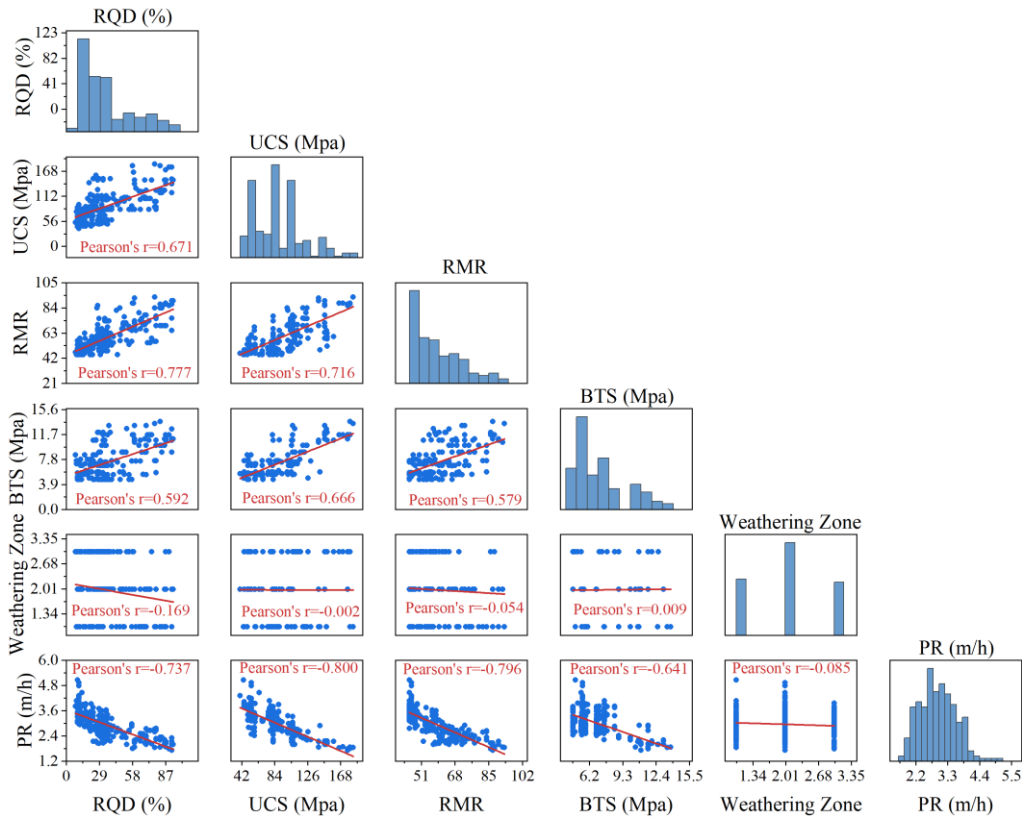 RQD (%)
RQD (%)
123
82
41
0
UCS (Mpa)
UCS (Mpa)
168
112
56
0
Pearson's r=0.671
RMR
RMR
105
84
63
42
21
Pearson's r=0.777
Pearson's r=0.716
BTS (Mpa)
BTS (Mpa)
15.6
11.7
7.8
3.9
0.0
Pearson's r=0.592
Pearson's r=0.666
Pearson's r=0.579
Weathering Zone
Weathering Zone
3.35
2.68
2.01
1.34
Pearson's r=-0.169
Pearson's r=-0.002
Pearson's r=-0.054
Pearson's r=0.009
PR (m/h)
PR (m/h)
6.0
4.8
3.6
2.4
1.2
Pearson's r=-0.737
Pearson's r=-0.800
Pearson's r=-0.796
Pearson's r=-0.641
Pearson's r=-0.085
0 29 58 87
42 84 126 168
51 68 85 102
6.2 9.3 12.4 15.5
1.34 2.01 2.68 3.35
2.2 3.3 4.4 5.5
RQD (%)
UCS (Mpa)
RMR
BTS (Mpa)
Weathering Zone
PR (m/h)